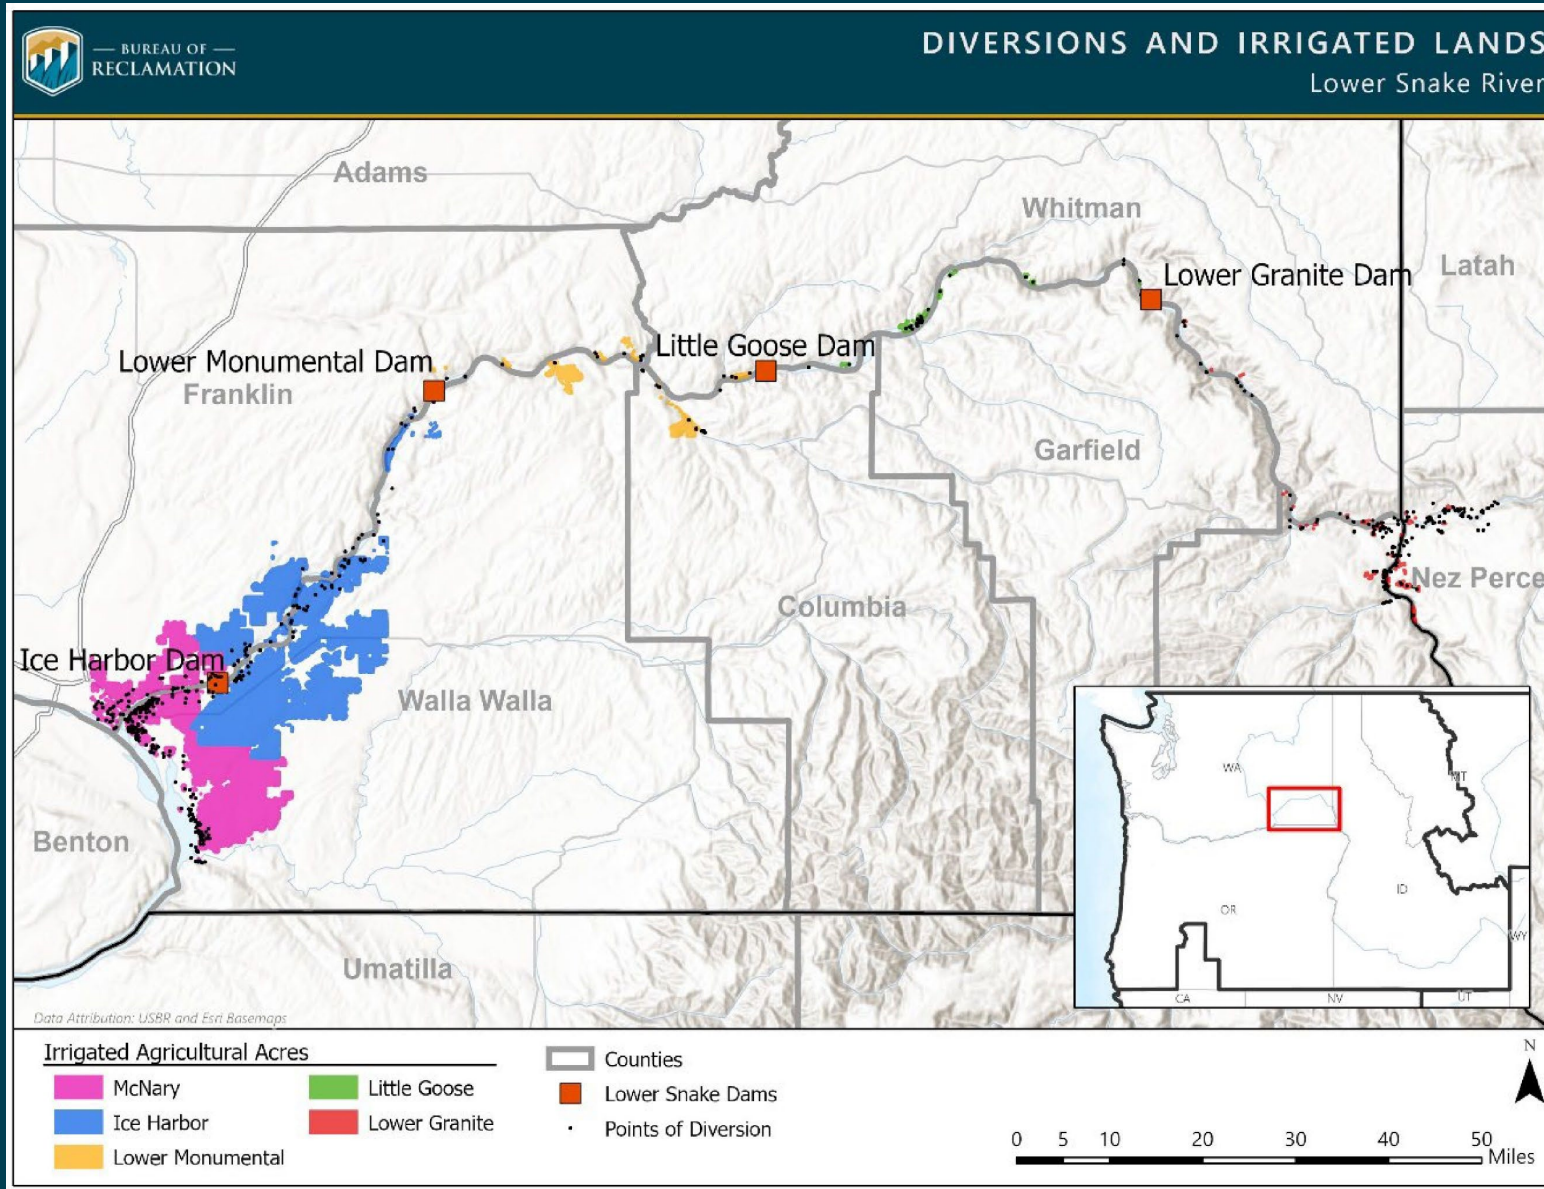 BUREAU OF
RECLAMATION
DIVERSIONS AND IRRIGATED LANDS
Lower Snake River
Adams
Whitman
Latah
Lower Granite Dam
Little Goose Dam
Lower Monumental Dam
Franklin
Garfield
Nez Perce
Columbia
Ice Harbor Dam
Walla Walla
Benton
Umatilla
WA
MT
OR
ID
WY
CA
NV
UT
Data Attribution: USBR and Esri Basemaps
Irrigated Agricultural Acres
McNary
Ice Harbor
Lower Monumental
Little Goose
Lower Granite
Counties
Lower Snake Dams
Points of Diversion
N
0 5 10 20 30 40 50
Miles